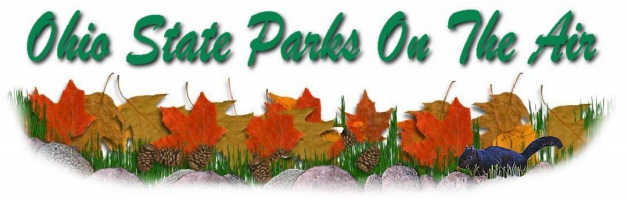 Ohio State Parks On The Air